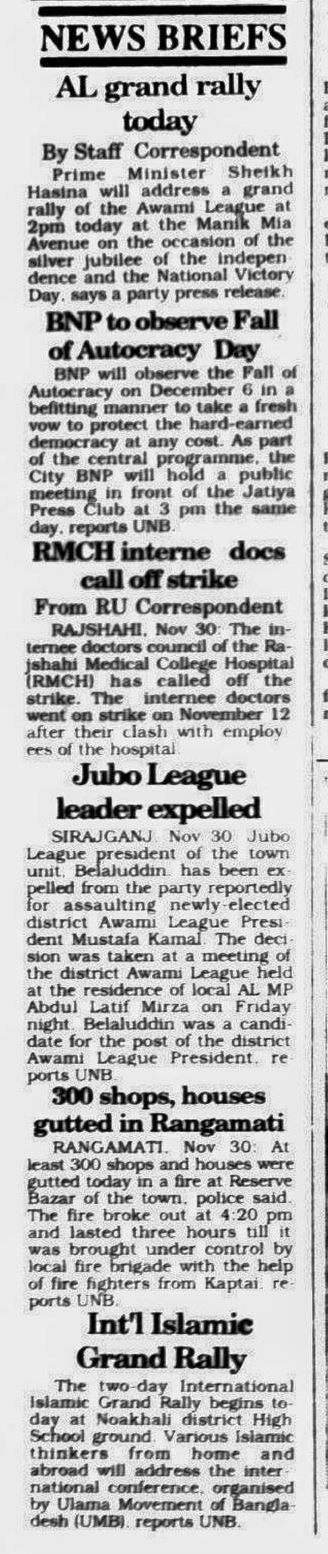 NEWS BRIEFS
AL grand rally
today
By Staff Correspondent
Prime Minister Sheikh
Hasina will address a grand
rally of the Awami League at
2pm today at the Manik Mia
Avenue on the occasion of the
silver jubilee of the indepen-
dence and the National Victory
Day, says a party press release.
BNP to observe Fall
of Autocracy Day
BNP will observe the Fall of
Autocracy on December 6 in a
befitting manner to take a fresh
vow to protect the hard-earned
democracy at any cost. As part
of the central programme, the
City BNP will hold a public
meeting in front of the Jatiya
Press Club at 3 pm the same
day, reports UNB.
RMCH interne docs
call off strike
From RU Correspondent
RAJSHAHI, Nov 30: The in-
ternee doctors council of the Ra-
jshahi Medical College Hospital
(RMCH) has called off the
strike. The internee doctors
went on strike on November 12
after their clash with employ
ees of the hospital
Jubo League
leader expelled
SIRAJGANJ Nov 30 Jubo
League president of the town
unit, Belaluddin, has been ex-
pelled from the party reportedly
for assaulting newly-elected
district Awami League Presi-
dent Mustafa Kamal. The deci-
sion was taken at a meeting of
the district Awami League held
at the residence of local AL MP
Abdul Latif Mirza on Friday
night. Belaluddin was a candi-
date for the post of the district
Awami League President, re-
ports UNB.
300 shops, houses
gutted in Rangamati
RANGAMATI, Nov 30: At
least 300 shops and houses were
gutted today in a fire at Reserve
Bazar of the town, police said.
The fire broke out at 4:20 pm
and lasted three hours till it
was brought under control by
local fire brigade with the help
of fire fighters from Kaptai, re-
ports UNB.
Int'l Islamic
Grand Rally
The two-day International
Islamic Grand Rally begins to-
day at Noakhali district High
School ground. Various Islamic
thinkers from home and
abroad will address the inter-
national conference, organised
by Ulama Movement of Bangla-
desh (UMB), reports UNB.